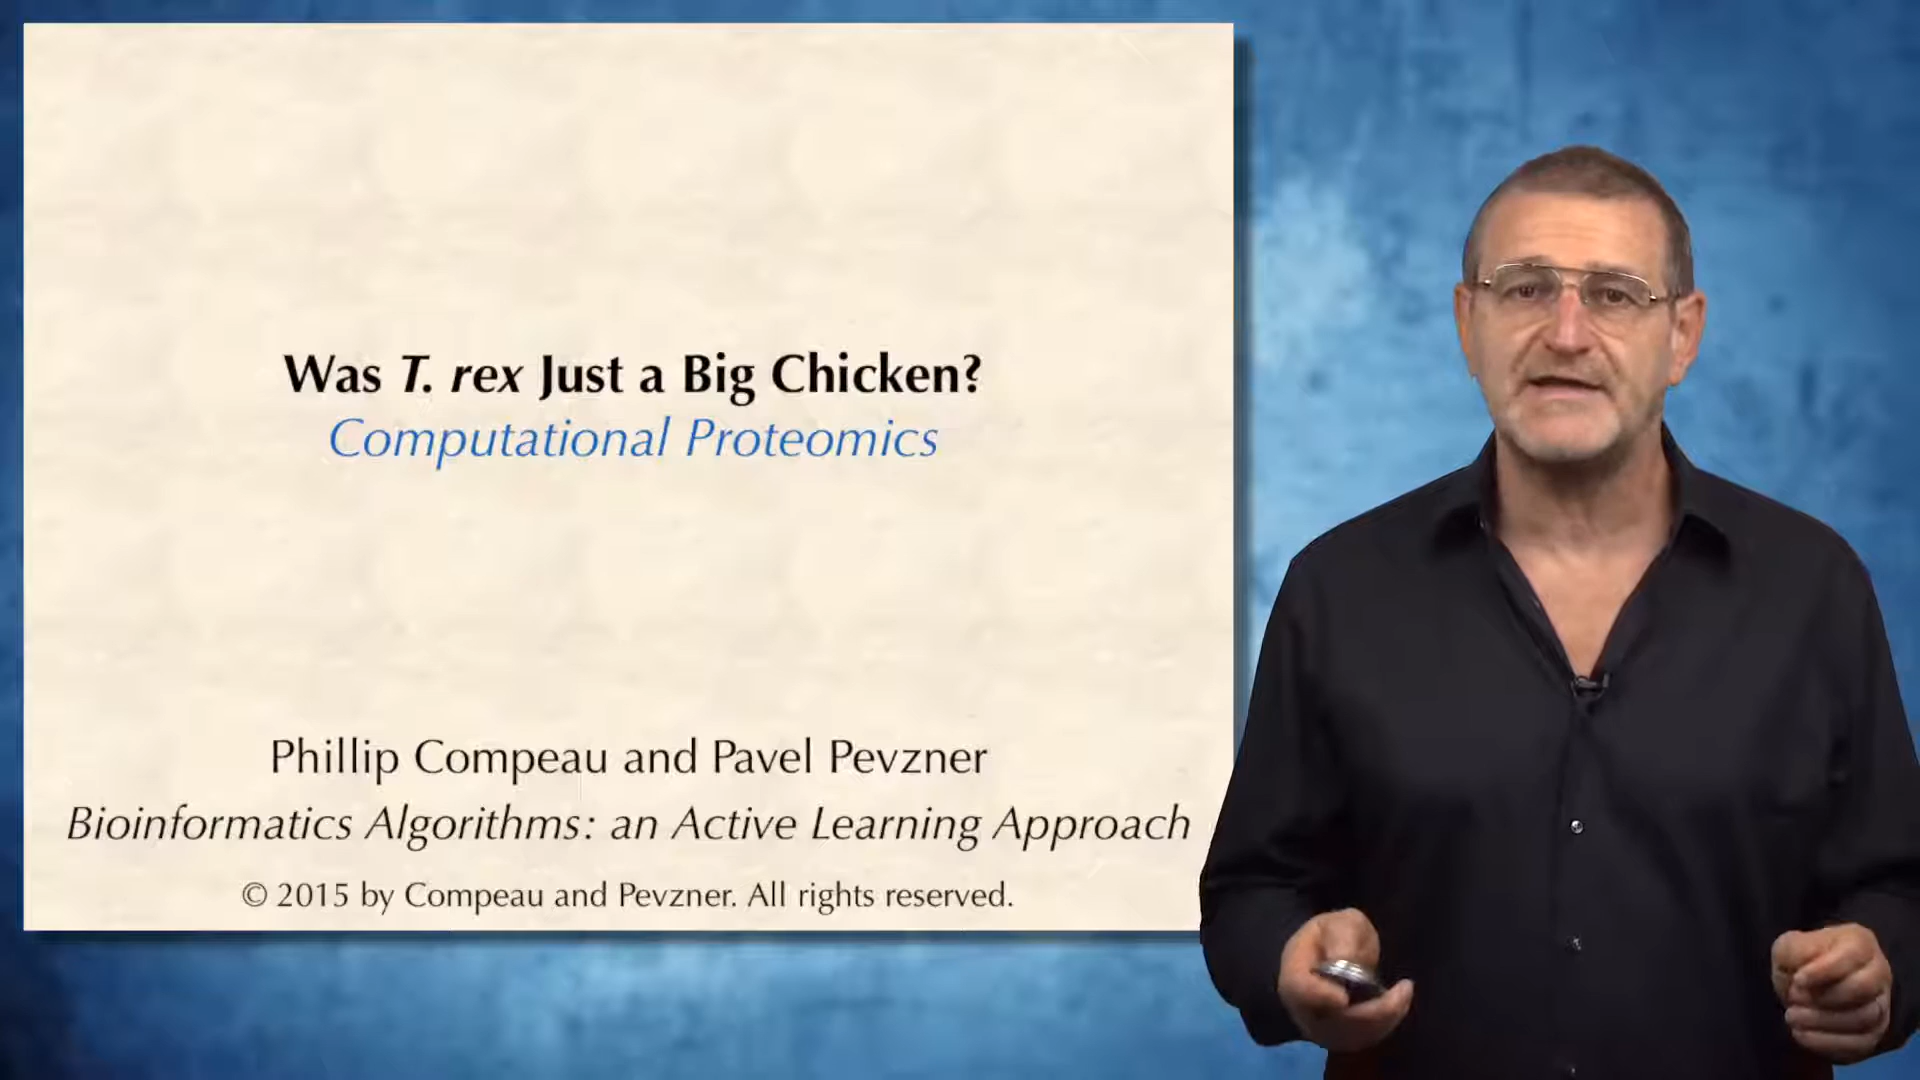 Was T. rex Just a Big Chicken?
Computational Proteomics
Phillip Compeau and Pavel Pevzner
Bioinformatics Algorithms: an Active Learning Approach
© 2015 by Compeau and Pevzner. All rights reserved.